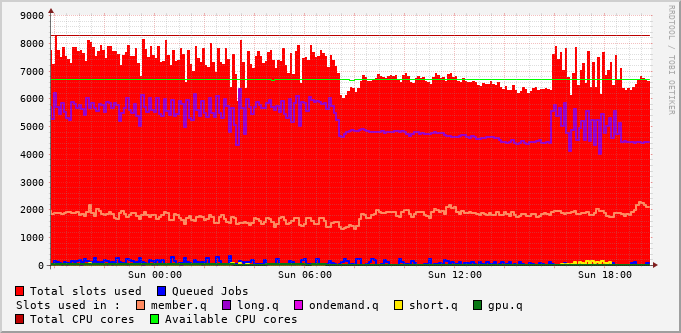 9000
8000
7000
6000
5000
4000
3000
2000
1000
0
Sun 00:00 Sun 06:00 Sun 12:00 Sun 18:00
RRDTOOL / TOBI OETIKER
Total slots used Queued Jobs
Slots used in : member.q long.q ondemand.q short.q gpu.q
Total CPU cores Available CPU cores